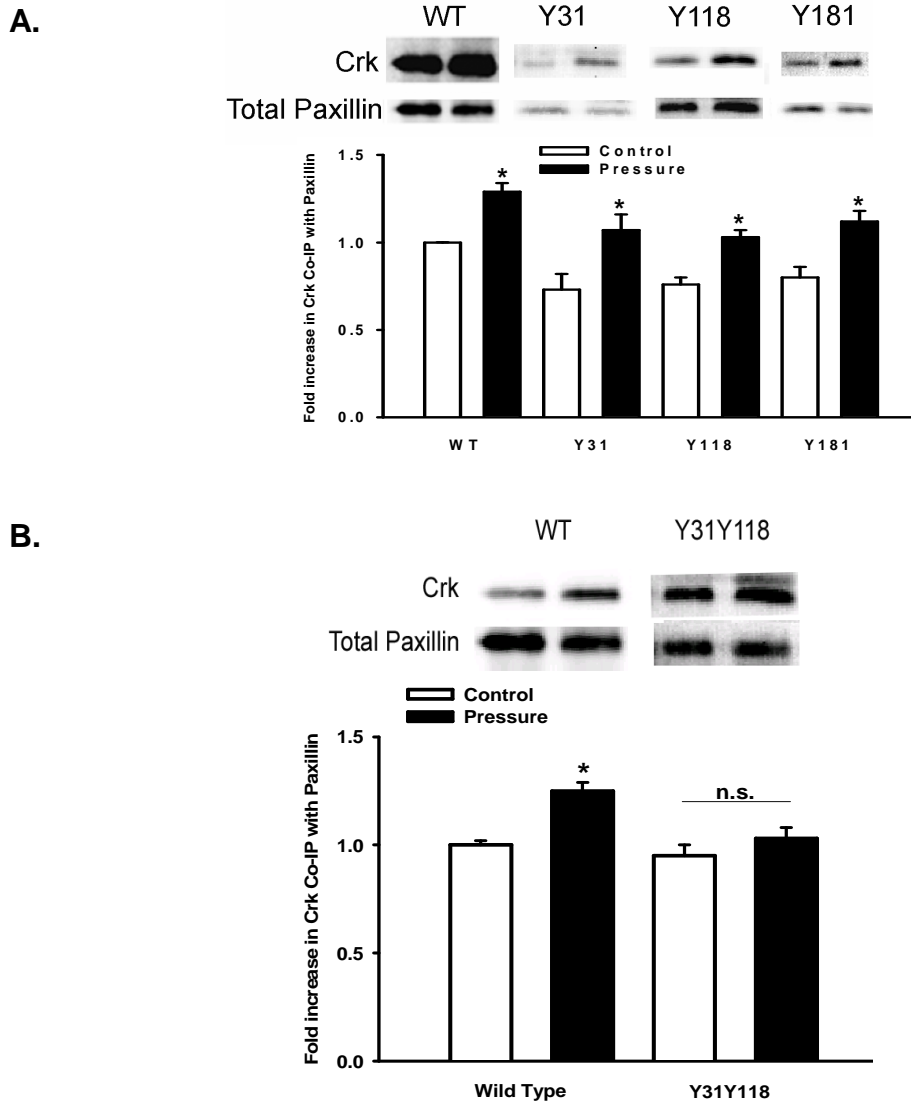 A.
WT Y31 Y118 Y181
Crk
Total Paxillin
Control
Pressure
Fold increase in Crk Co-IP with Paxillin
1.5
1.0
0.5
0.0
* * * *
WT Y31 Y118 Y181
B.
WT Y31Y118
Crk
Total Paxillin
Control
Pressure
Fold increase in Crk Co-IP with Paxillin
1.5
1.0
0.5
0.0
*
n.s.
Wild Type Y31Y118